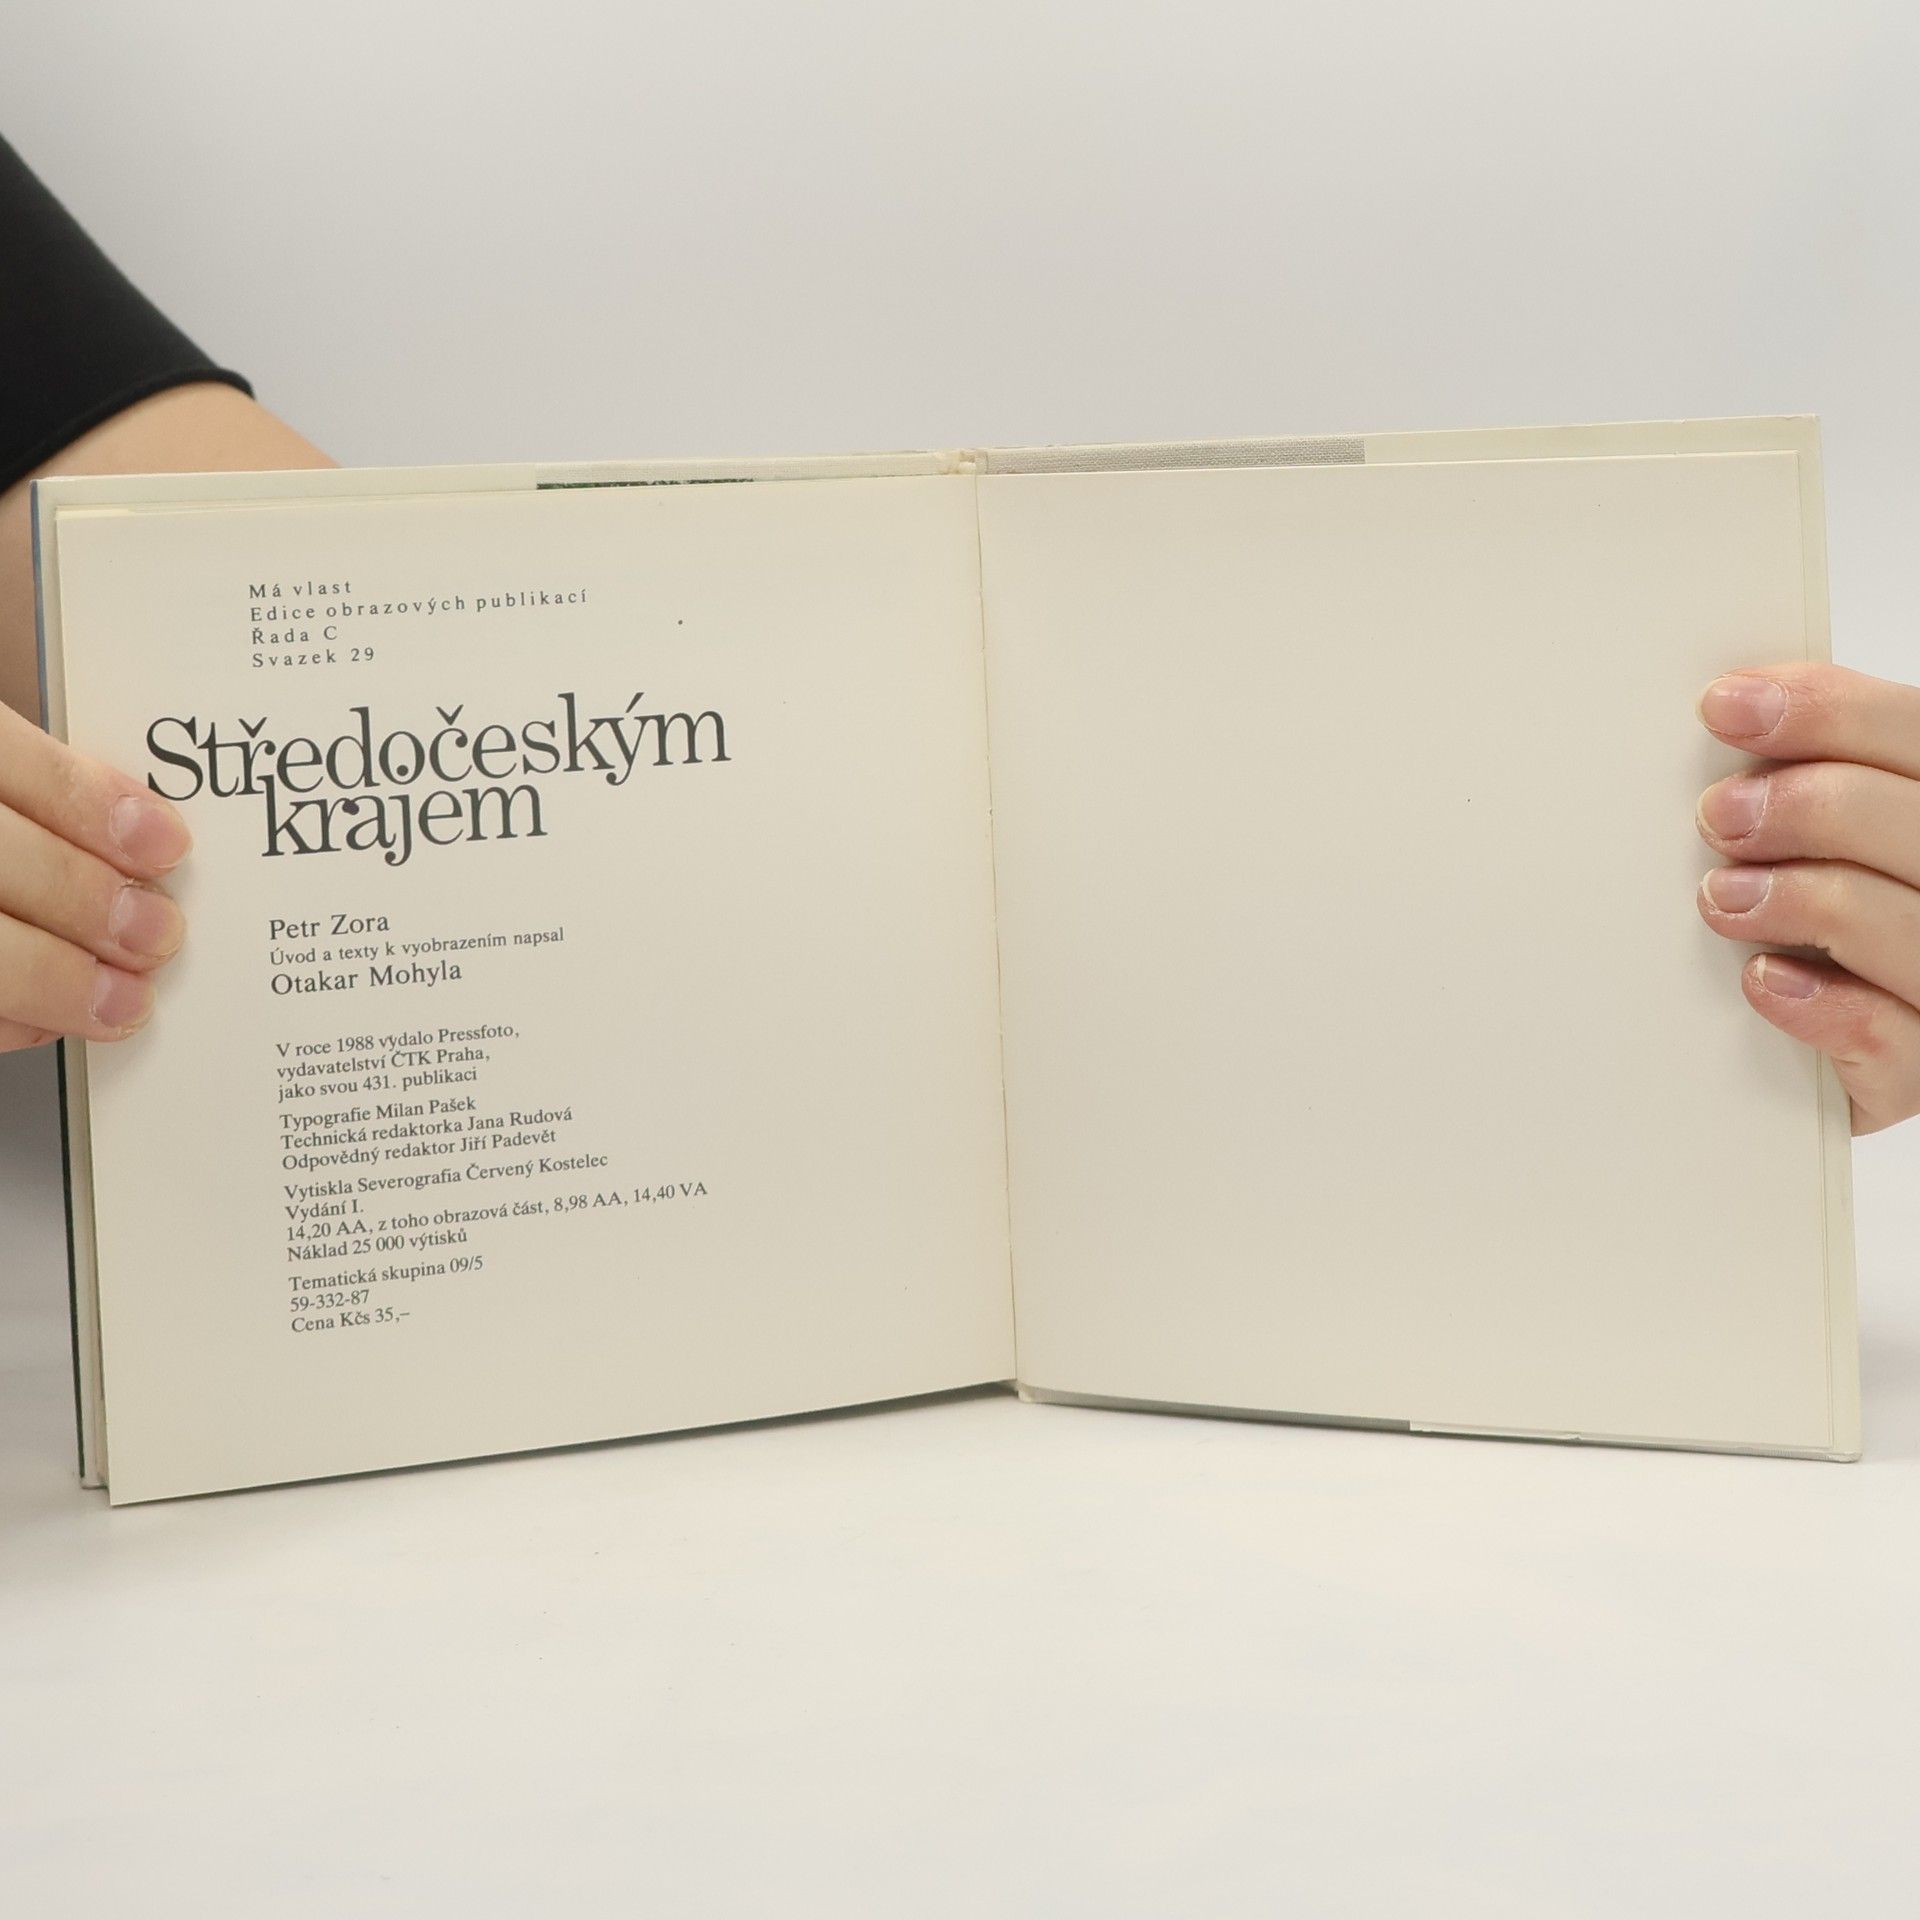 Má vlast
Edice obrazových publikací
Řada C
Svazek 29
Středočeským
krajem
Petr Zora
Úvod a texty k vyobrazením napsal
Otakar Mohyla
V roce 1988 vydalo Pressfoto,
vydavatelství ČTK Praha,
jako svou 431. publikaci
Typografie Milan Pašek
Technická redaktorka Jana Rudová
Odpovědný redaktor Jiří Padevět
Vytiskla Severografia Červený Kostelec
Vydání I.
14,20 AA, z toho obrazová část, 8,98 AA, 14,40 VA
Náklad 25 000 výtisků
Tematická skupina 09/5
59-332-87
Cena Kčs 35,–